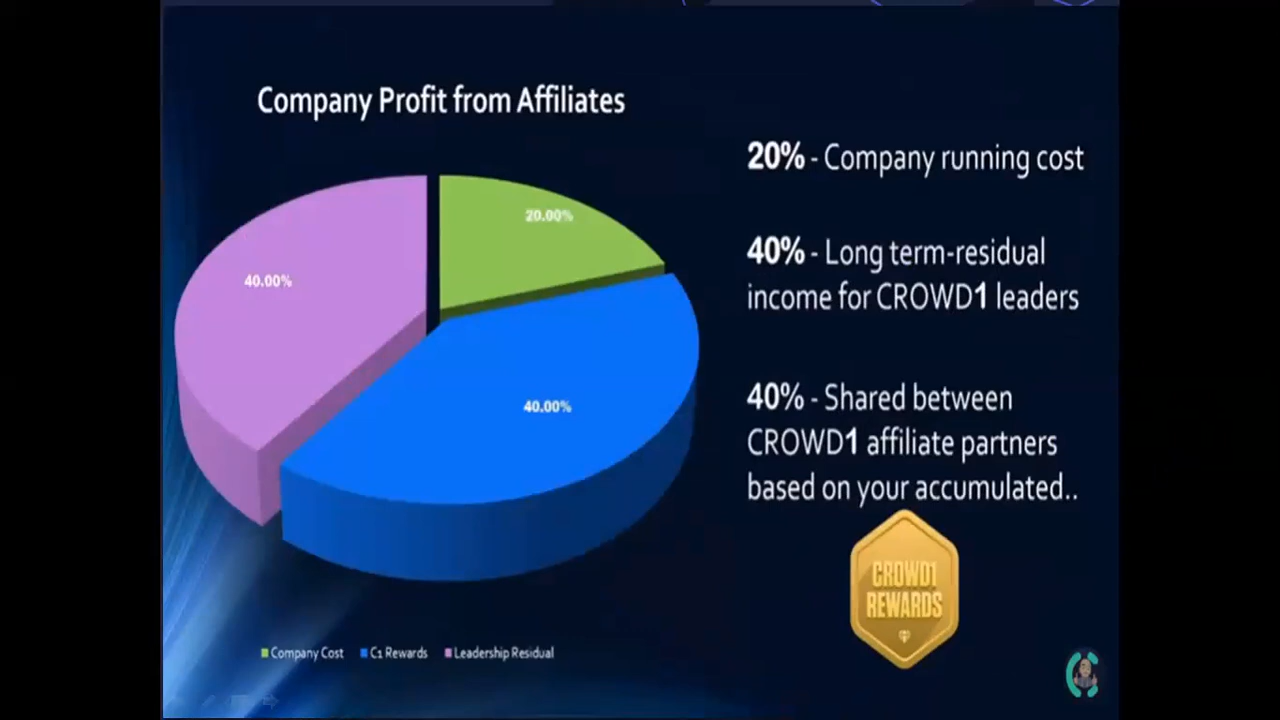 Company Profit from Affiliates
20% - Company running cost
40% - Long term-residual
income for CROWD1 leaders
40% - Shared between
CROWD1 affiliate partners
based on your accumulated..
20.00%
40.00%
40.00%
CROWD1
REWARDS
Company Cost C1 Rewards Leadership Residual